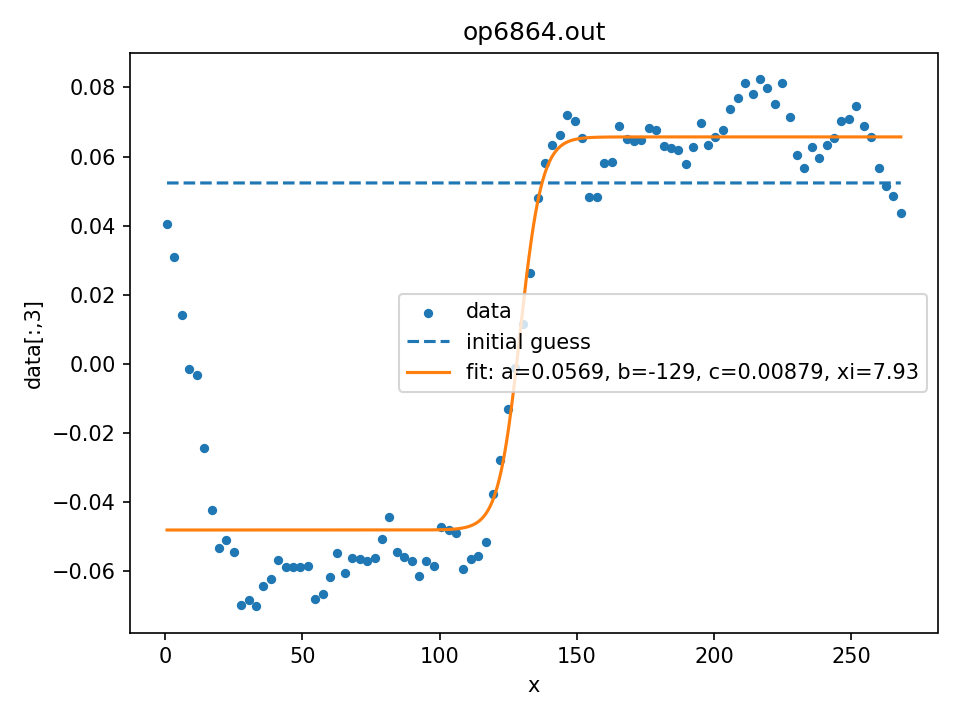 op6864.out
0.08
0.06
0.04
0.02
0.00
−0.02
−0.04
−0.06
data[:,3]
data
initial guess
fit: a=0.0569, b=-129, c=0.00879, xi=7.93
0 50 100 150 200 250
x